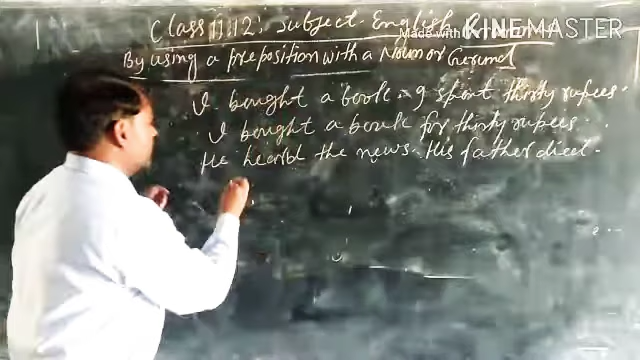 Class 11, 12: Subject - English
Made with
KINEMASTER
By using a preposition with a Noun or Gerund
I bought a book. I spent thirty rupees.
I bought a book for thirty rupees.
He heard the news. His father died.